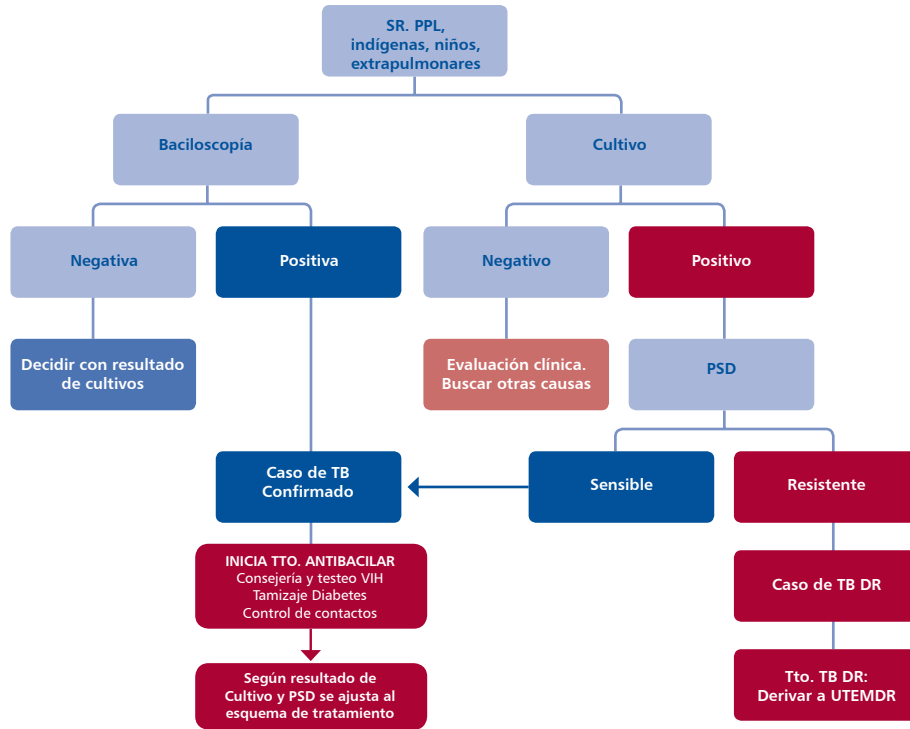 SR. PPL,
indígenas, niños,
extrapulmonares
Baciloscopía
Cultivo
Negativa
Positiva
Negativo
Positivo
Decidir con resultado
de cultivos
Evaluación clínica.
Buscar otras causas
PSD
Caso de TB
Confirmado
Sensible
Resistente
INICIA TTO. ANTIBACILAR
Consejería y testeo VIH
Tamizaje Diabetes
Control de contactos
Caso de TB DR
Según resultado de
Cultivo y PSD se ajusta al
esquema de tratamiento
Tto. TB DR:
Derivar a UTEMDR